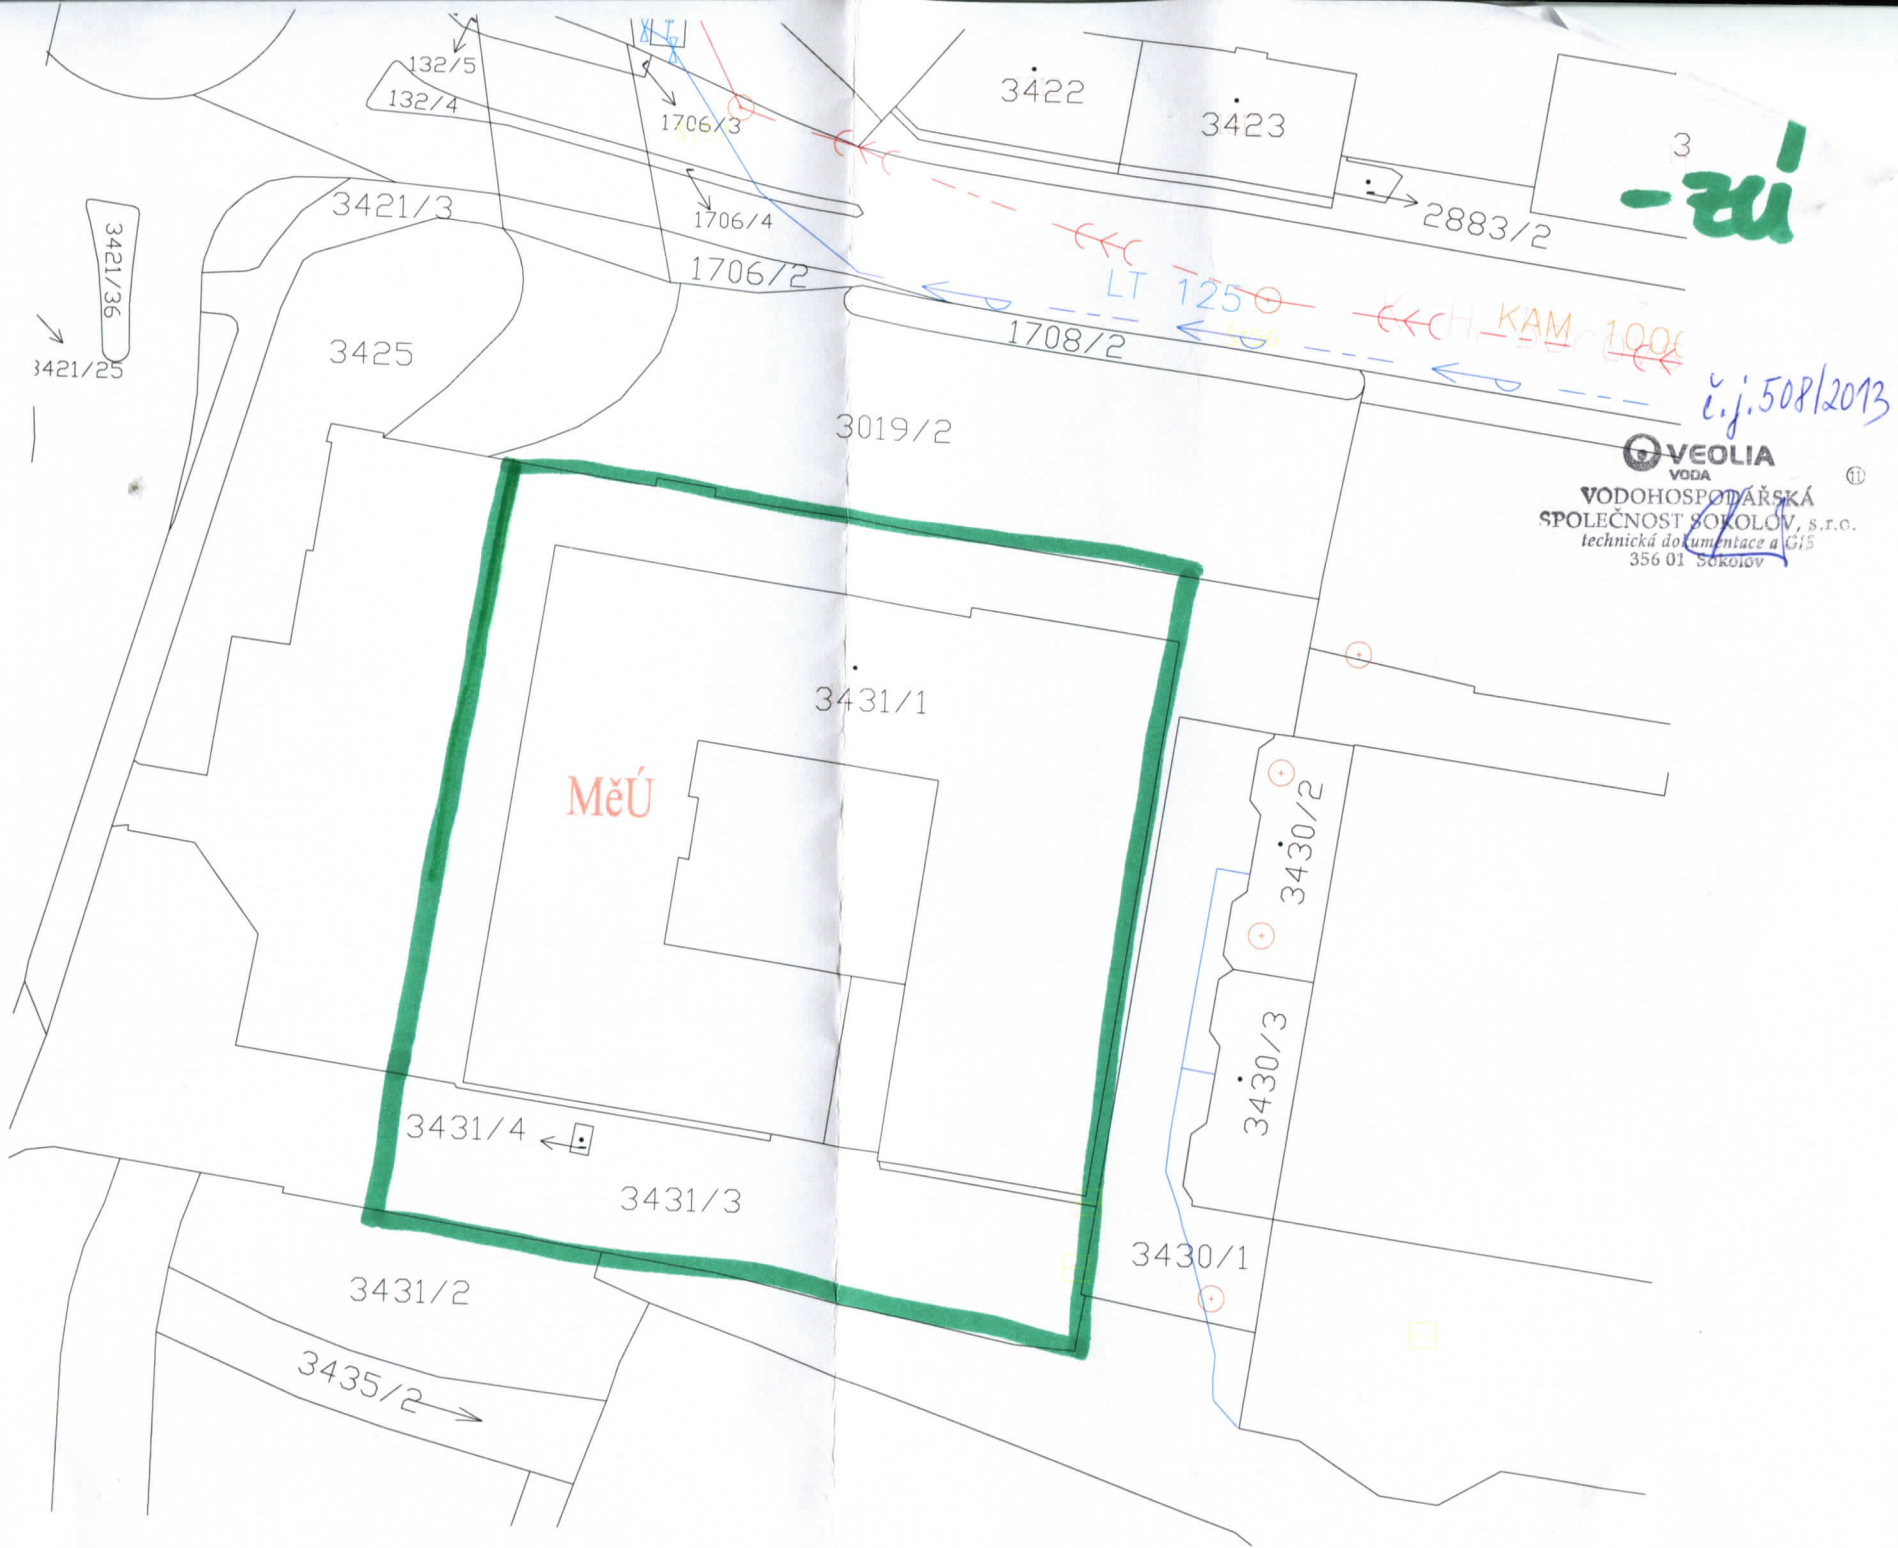 132/5
132/4
1706/3
3422
3423
3
-zú
3421/3
1706/4
2883/2
3421/36
1706/2
LT 125
KAM 100
3421/25
3425
1708/2
č.j. 508/2013
3019/2
VEOLIA
VODA
11
VODOHOSPODÁŘSKÁ
SPOLEČNOST SOKOLOV, s.r.o.
technická dokumentace a GIS
356 01 Sokolov
3431/1
MěÚ
3430/2
3430/3
3431/4
3431/3
3430/1
3431/2
3435/2